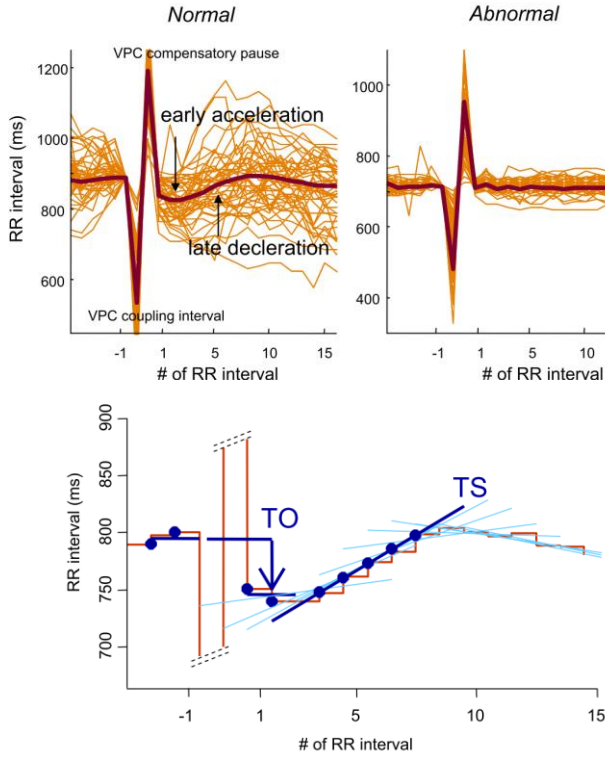 Normal
Abnormal
VPC compensatory pause
early acceleration
late decleration
VPC coupling interval
RR interval (ms)
1200
1000
800
600
-1
1
5
10
15
# of RR interval
1000
800
600
400
-1
1
5
10
# of RR interval
RR interval (ms)
900
800
750
700
TO
TS
-1
1
5
10
15
# of RR interval